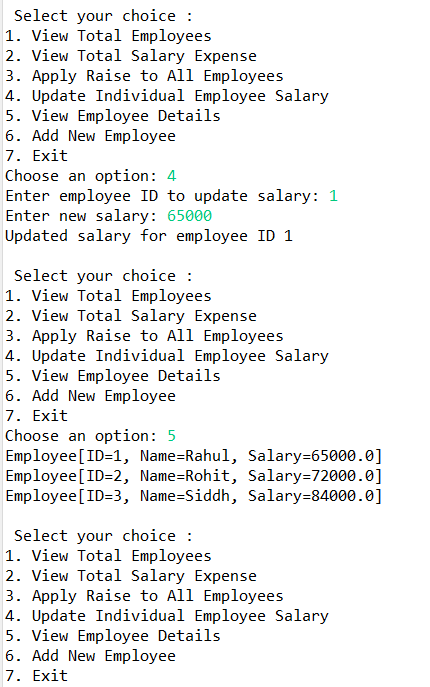 Select your choice :
1. View Total Employees
2. View Total Salary Expense
3. Apply Raise to All Employees
4. Update Individual Employee Salary
5. View Employee Details
6. Add New Employee
7. Exit
Choose an option: 4
Enter employee ID to update salary: 1
Enter new salary: 65000
Updated salary for employee ID 1
Select your choice :
1. View Total Employees
2. View Total Salary Expense
3. Apply Raise to All Employees
4. Update Individual Employee Salary
5. View Employee Details
6. Add New Employee
7. Exit
Choose an option: 5
Employee[ID=1, Name=Rahul, Salary=65000.0]
Employee[ID=2, Name=Rohit, Salary=72000.0]
Employee[ID=3, Name=Siddh, Salary=84000.0]
Select your choice :
1. View Total Employees
2. View Total Salary Expense
3. Apply Raise to All Employees
4. Update Individual Employee Salary
5. View Employee Details
6. Add New Employee
7. Exit